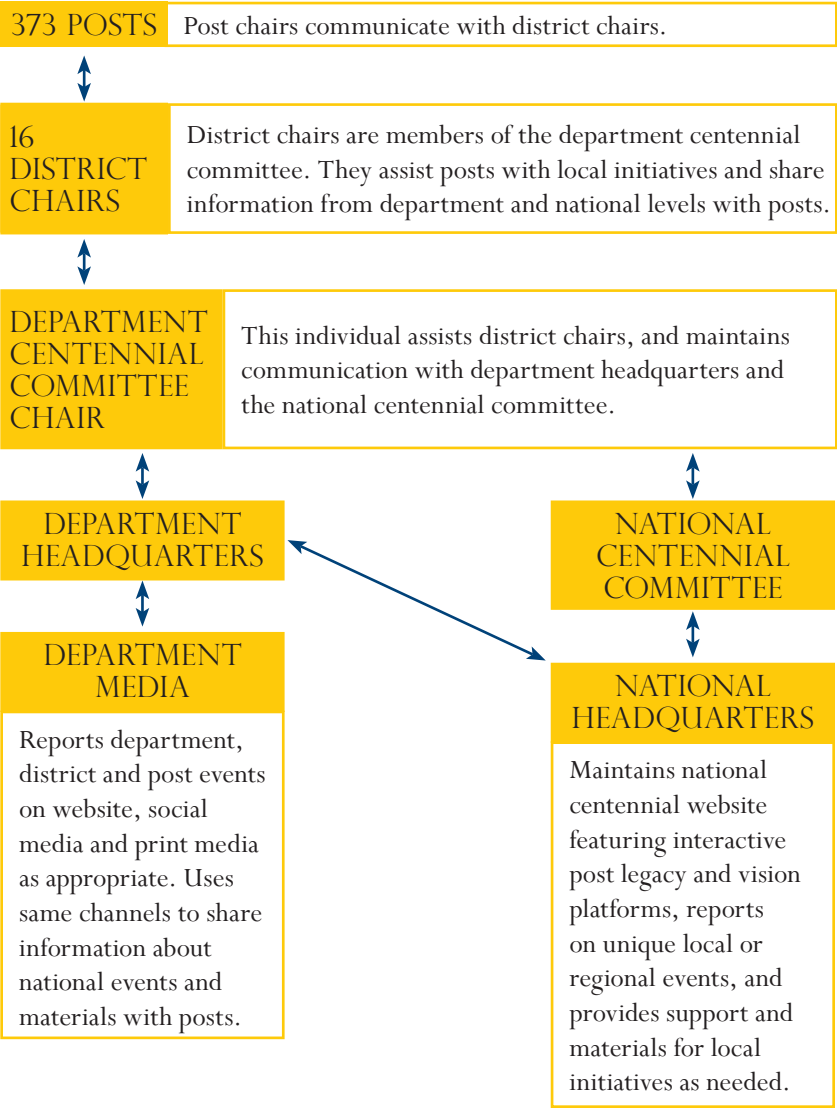 373 POSTS
Post chairs communicate with district chairs.
16
DISTRICT
CHAIRS
District chairs are members of the department centennial
committee. They assist posts with local initiatives and share
information from department and national levels with posts.
DEPARTMENT
CENTENNIAL
COMMITTEE
CHAIR
This individual assists district chairs, and maintains
communication with department headquarters and
the national centennial committee.
DEPARTMENT
HEADQUARTERS
NATIONAL
CENTENNIAL
COMMITTEE
DEPARTMENT
MEDIA
Reports department,
district and post events
on website, social
media and print media
as appropriate. Uses
same channels to share
information about
national events and
materials with posts.
NATIONAL
HEADQUARTERS
Maintains national
centennial website
featuring interactive
post legacy and vision
platforms, reports
on unique local or
regional events, and
provides support and
materials for local
initiatives as needed.